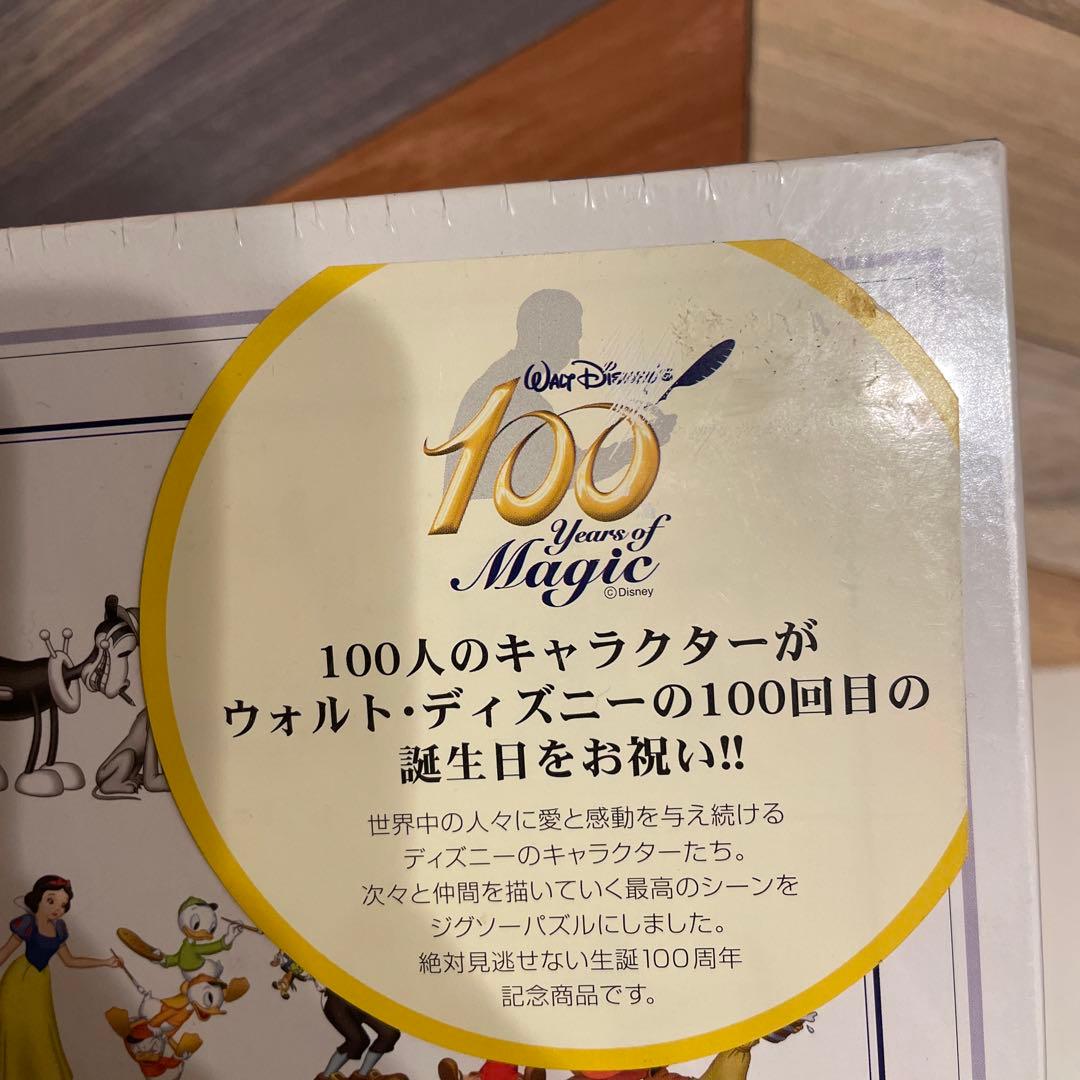 WALT DISNEY'S
100
Years of
Magic
©Disney
100人のキャラクターが
ウォルト・ディズニーの100回目の
誕生日をお祝い!!
世界中の人々に愛と感動を与え続ける
ディズニーのキャラクターたち。
次々と仲間を描いていく最高のシーンを
ジグソーパズルにしました。
絶対見逃せない生誕100周年
記念商品です。